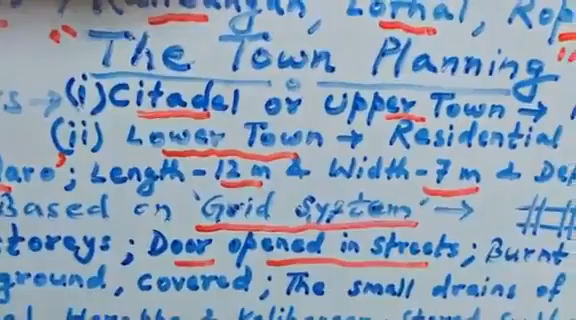 Lothal, Rop
"The Town Planning"
(i) Citadel or Upper Town →
(ii) Lower Town → Residential
daro'; Length - 12 m & Width - 7 m & De
Based on 'Grid System' →
storeys; Door opened in streets; Burnt
ground, covered; The small drains of
& Kalibangan,